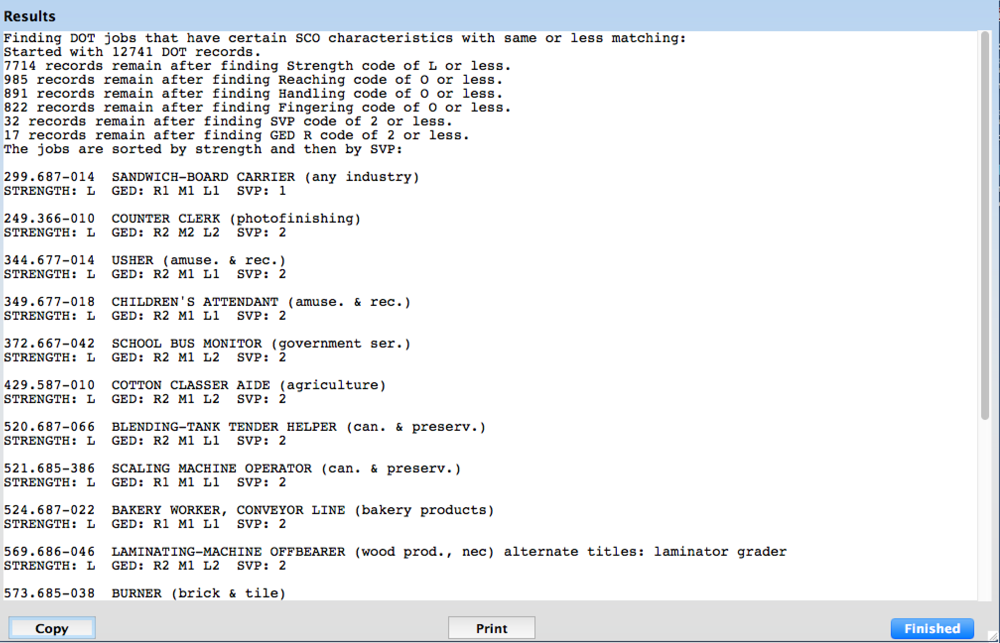 Results
Finding DOT jobs that have certain SCO characteristics with same or less matching:
Started with 12741 DOT records.
7714 records remain after finding Strength code of L or less.
985 records remain after finding Reaching code of O or less.
891 records remain after finding Handling code of O or less.
822 records remain after finding Fingering code of O or less.
32 records remain after finding SVP code of 2 or less.
17 records remain after finding GED R code of 2 or less.
The jobs are sorted by strength and then by SVP:
299.687-014  SANDWICH-BOARD CARRIER (any industry)
STRENGTH: L  GED: R1 M1 L1  SVP: 1
249.366-010  COUNTER CLERK (photofinishing)
STRENGTH: L  GED: R2 M2 L2  SVP: 2
344.677-014  USHER (amuse. & rec.)
STRENGTH: L  GED: R2 M1 L1  SVP: 2
349.677-018  CHILDREN'S ATTENDANT (amuse. & rec.)
STRENGTH: L  GED: R2 M1 L1  SVP: 2
372.667-042  SCHOOL BUS MONITOR (government ser.)
STRENGTH: L  GED: R2 M1 L2  SVP: 2
429.587-010  COTTON CLASSER AIDE (agriculture)
STRENGTH: L  GED: R2 M1 L2  SVP: 2
520.687-066  BLENDING-TANK TENDER HELPER (can. & preserv.)
STRENGTH: L  GED: R2 M1 L1  SVP: 2
521.685-386  SCALING MACHINE OPERATOR (can. & preserv.)
STRENGTH: L  GED: R1 M1 L1  SVP: 2
524.687-022  BAKERY WORKER, CONVEYOR LINE (bakery products)
STRENGTH: L  GED: R1 M1 L1  SVP: 2
569.686-046  LAMINATING-MACHINE OFFBEARER (wood prod., nec) alternate titles: laminator grader
STRENGTH: L  GED: R2 M1 L2  SVP: 2
573.685-038  BURNER (brick & tile)
Copy
Print
Finished